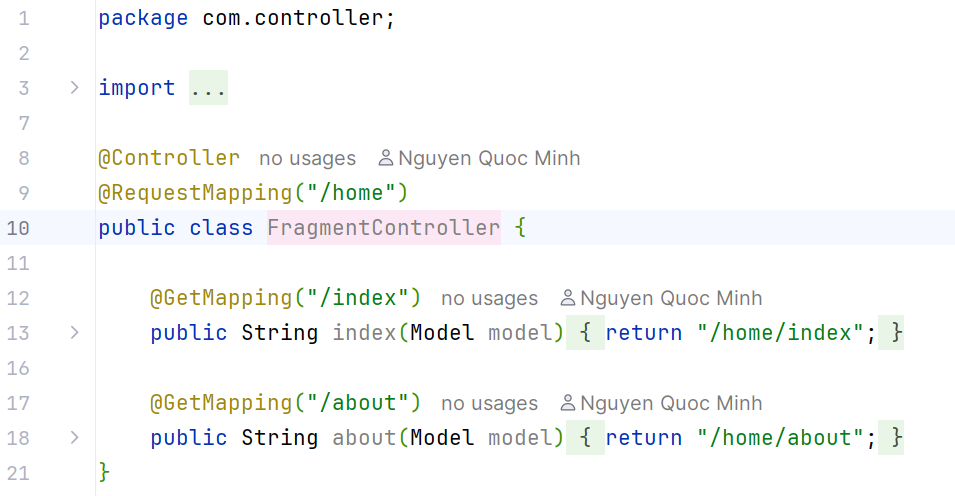 1 package com.controller;
2
3 import ...
7
8 @Controller no usages Nguyen Quoc Minh
9 @RequestMapping("/home")
10 public class FragmentController {
11
12 @GetMapping("/index") no usages Nguyen Quoc Minh
13 public String index(Model model) { return "/home/index"; }
16
17 @GetMapping("/about") no usages Nguyen Quoc Minh
18 public String about(Model model) { return "/home/about"; }
21 }